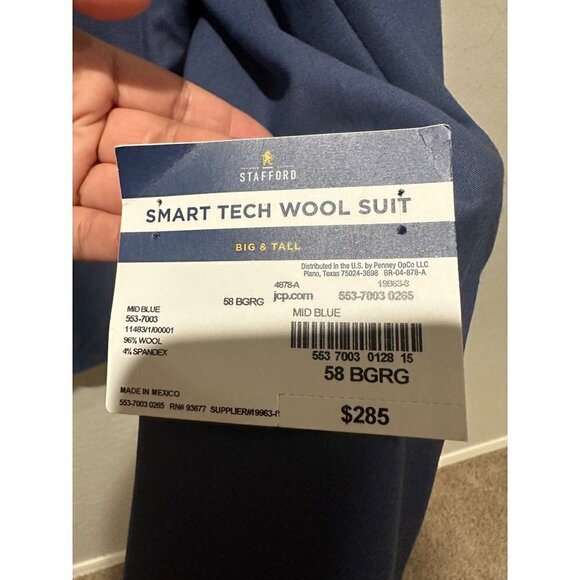 STAFFORD
SMART TECH WOOL SUIT
BIG & TALL
Distributed in the U.S. by Penney OpCo LLC
Plano, Texas 75024-3698 BR-04-878-A
4878-A 19963-8
58 BGRG jcp.com 553-7003 0265
MID BLUE
553-7003
11483/1/00001
96% WOOL
4% SPANDEX
MID BLUE
553 7003 0128 15
58 BGRG
MADE IN MEXICO
553-7003 0265 RN# 93677 SUPPLIER#19963-8
$285